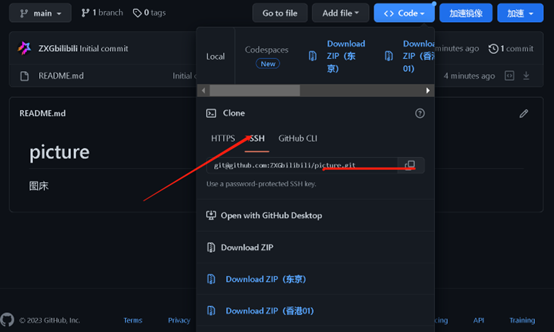 main
1 branch
0 tags
Go to file
Add file
Code
加速镜像
加速
ZXGbilibili Initial commit
minutes ago
1 commit
README.md
Initial
4 minutes ago
Local
Codespaces
New
Download
ZIP（东
京）
Download
ZIP(香港
01)
Clone
HTTPS
SSH
GitHub CLI
git@github.com:ZXGbilibili/picture.git
Use a password-protected SSH key.
Open with GitHub Desktop
Download ZIP
Download ZIP（东京）
Download ZIP（香港01）
README.md
picture
图床
© 2023 GitHub, Inc.
Terms
Privacy
API
Training